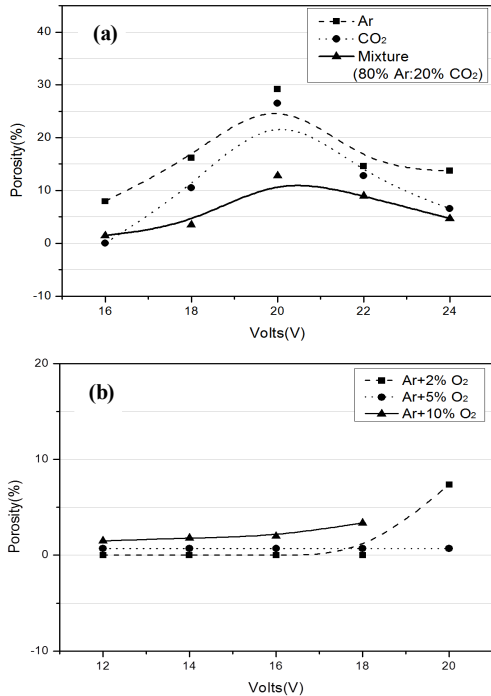 (a)
Ar
CO₂
Mixture
(80% Ar:20% CO₂)
40
30
20
10
0
-10
Porosity(%)
16
18
20
22
24
Volts(V)
(b)
Ar+2% O₂
Ar+5% O₂
Ar+10% O₂
20
10
0
-10
Porosity(%)
12
14
16
18
20
Volts(V)